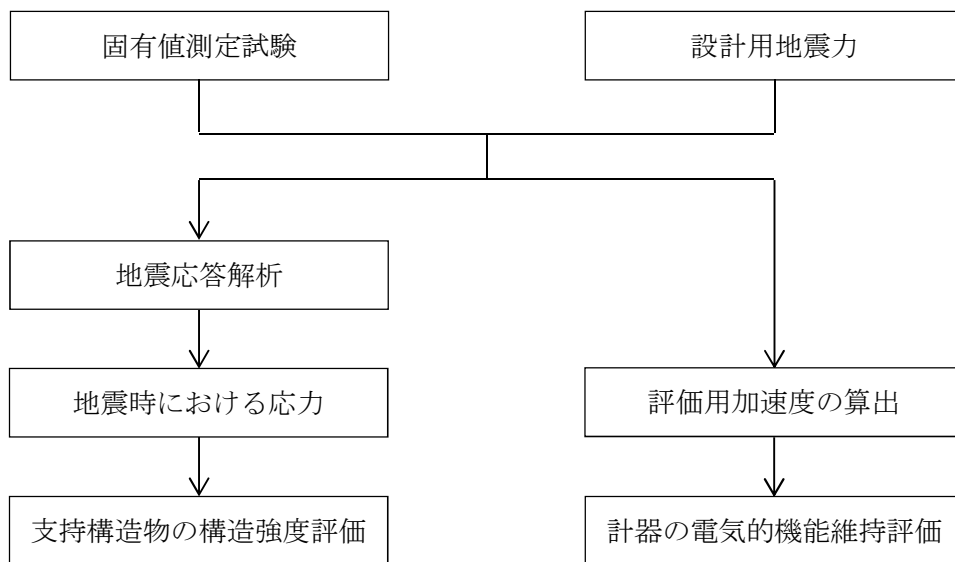 固有値測定試験
設計用地震力
地震応答解析
地震時における応力
評価用加速度の算出
支持構造物の構造強度評価
計器の電気的機能維持評価